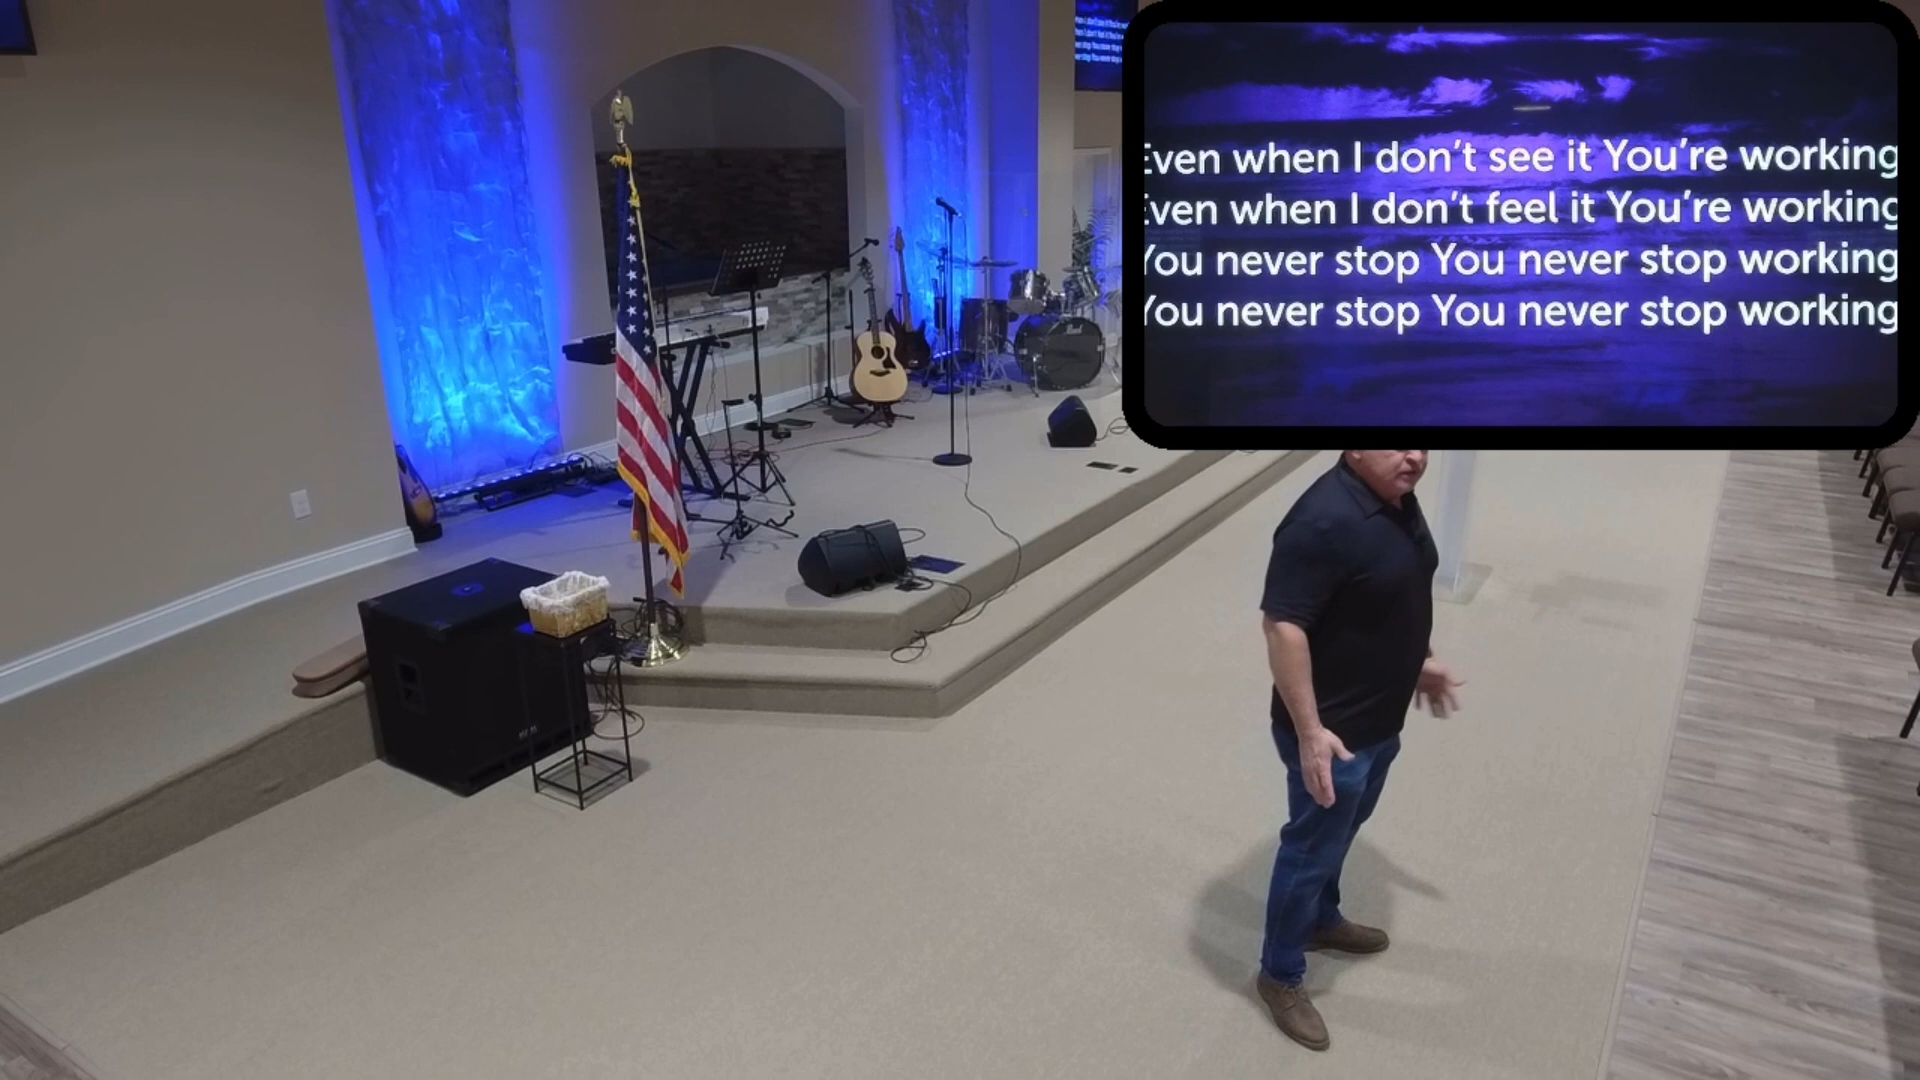 Even when I don't see it You're working
Even when I don't feel it You're working
You never stop You never stop working
You never stop You never stop working